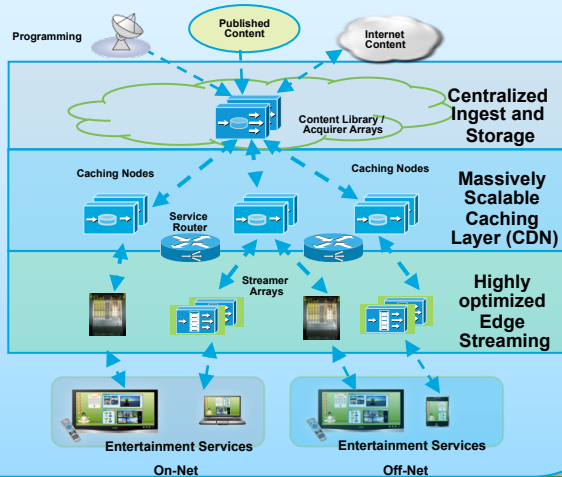 Programming
Published
Content
Internet
Content
Content Library /
Acquirer Arrays
Centralized
Ingest and
Storage
Caching Nodes
Caching Nodes
Massively
Scalable
Caching
Layer (CDN)
Service
Router
Streamer
Arrays
Highly
optimized
Edge
Streaming
Entertainment Services
Entertainment Services
On-Net
Off-Net